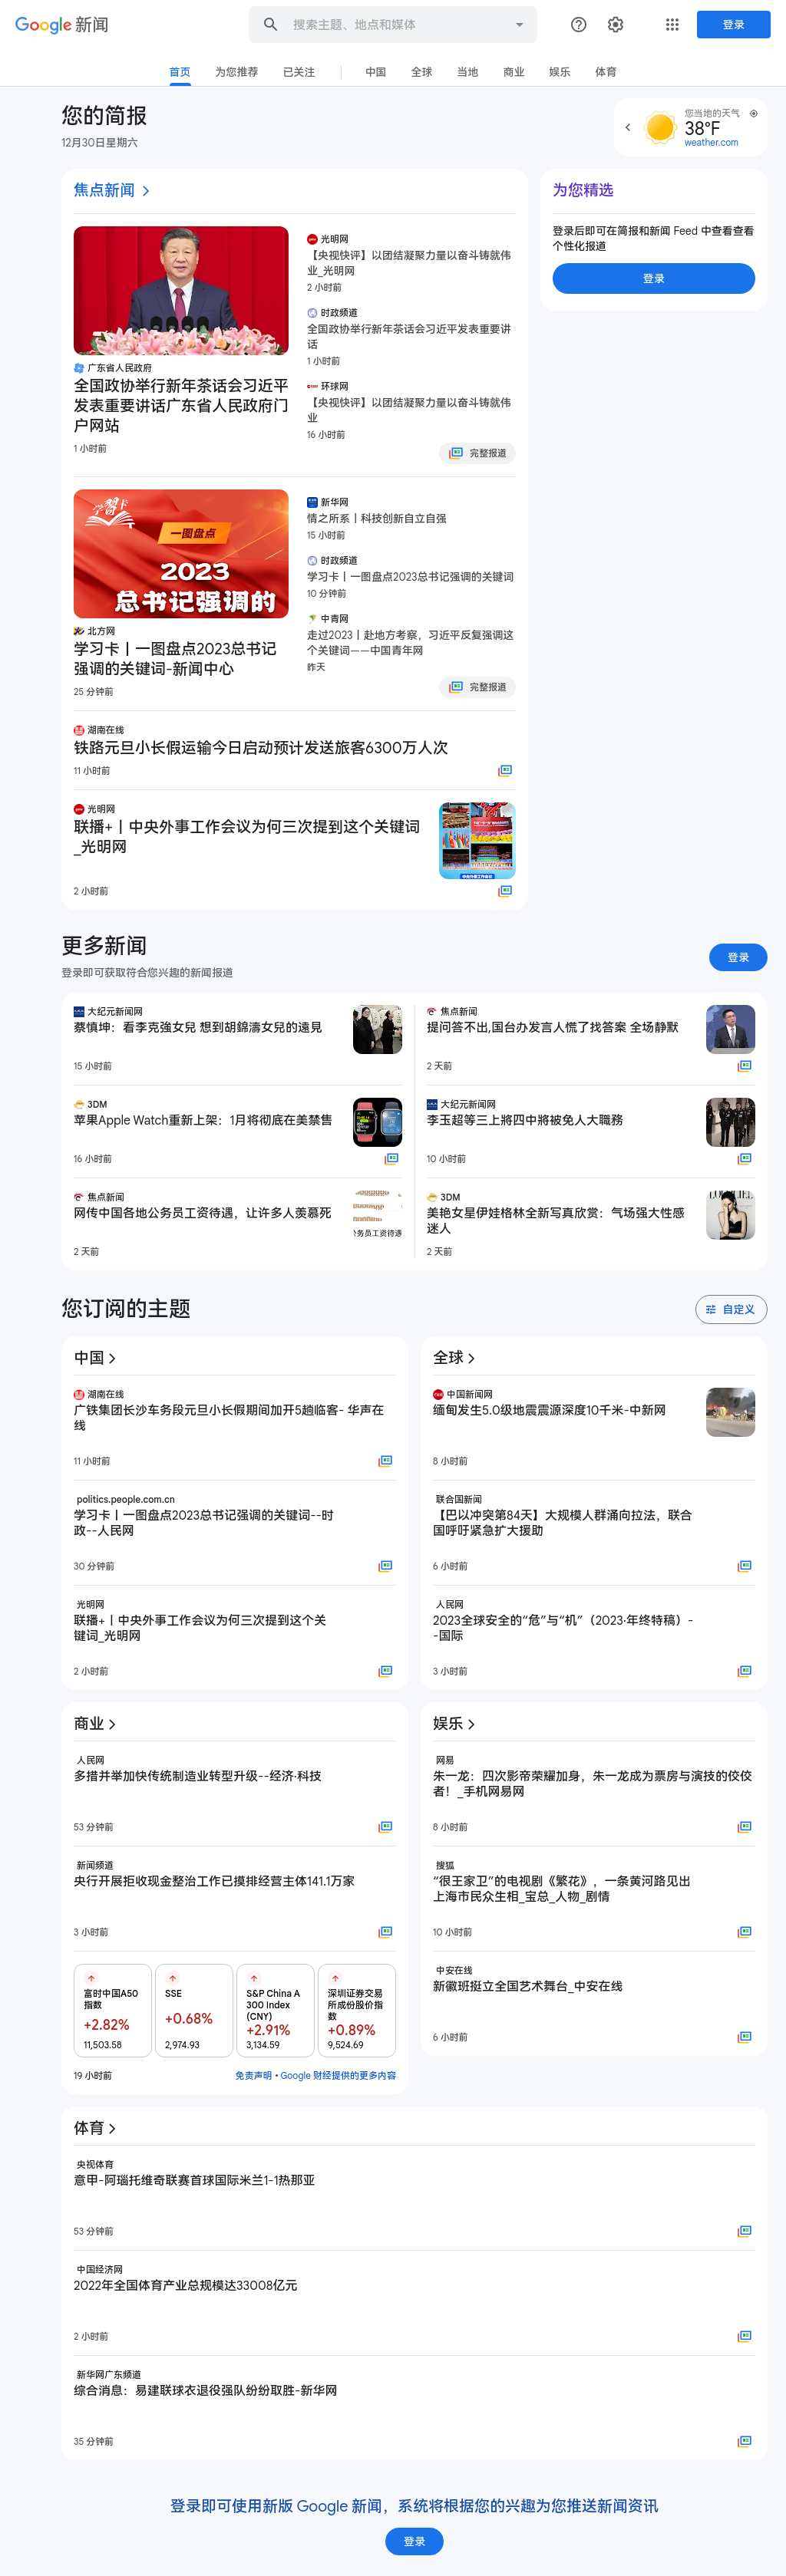 Google 新闻
搜索主题、地点和媒体
登录
首页
为您推荐
已关注
中国
全球
当地
商业
娱乐
体育
您的简报
12月30日星期六
您当地的天气
38°F
weather.com
焦点新闻
广东省人民政府
全国政协举行新年茶话会习近平
发表重要讲话广东省人民政府门
户网站
1 小时前
光明网
【央视快评】以团结凝聚力量以奋斗铸就伟
业_光明网
2 小时前
时政频道
全国政协举行新年茶话会习近平发表重要讲
话
1 小时前
环球网
【央视快评】以团结凝聚力量以奋斗铸就伟
业
16 小时前
完整报道
学习卡
一图盘点
2023
总书记强调的
北方网
学习卡丨一图盘点2023总书记
强调的关键词-新闻中心
25 分钟前
新华网
情之所系丨科技创新自立自强
15 小时前
时政频道
学习卡丨一图盘点2023总书记强调的关键词
10 分钟前
中青网
走过2023丨赴地方考察，习近平反复强调这
个关键词——中国青年网
昨天
完整报道
湖南在线
铁路元旦小长假运输今日启动预计发送旅客6300万人次
11 小时前
光明网
联播+丨中央外事工作会议为何三次提到这个关键词
_光明网
2 小时前
为您精选
登录后即可在简报和新闻 Feed 中查看查看
个性化报道
登录
更多新闻
登录即可获取符合您兴趣的新闻报道
登录
大纪元新闻网
蔡慎坤：看李克強女兒 想到胡錦濤女兒的遠見
15 小时前
焦点新闻
提问答不出,国台办发言人慌了找答案 全场静默
2 天前
3DM
苹果Apple Watch重新上架：1月将彻底在美禁售
16 小时前
大纪元新闻网
李玉超等三上將四中將被免人大職務
10 小时前
焦点新闻
网传中国各地公务员工资待遇，让许多人羡慕死
2 天前
公务员工资待遇
3DM
美艳女星伊娃格林全新写真欣赏：气场强大性感
迷人
2 天前
您订阅的主题
自定义
中国
湖南在线
广铁集团长沙车务段元旦小长假期间加开5趟临客- 华声在
线
11 小时前
politics.people.com.cn
学习卡丨一图盘点2023总书记强调的关键词--时
政--人民网
30 分钟前
光明网
联播+丨中央外事工作会议为何三次提到这个关
键词_光明网
2 小时前
全球
中国新闻网
缅甸发生5.0级地震震源深度10千米-中新网
8 小时前
联合国新闻
【巴以冲突第84天】大规模人群涌向拉法，联合
国呼吁紧急扩大援助
6 小时前
人民网
2023全球安全的“危”与“机”（2023·年终特稿）-
-国际
3 小时前
商业
人民网
多措并举加快传统制造业转型升级--经济·科技
53 分钟前
新闻频道
央行开展拒收现金整治工作已摸排经营主体141.1万家
3 小时前
富时中国A50
指数
+2.82%
11,503.58
SSE
+0.68%
2,974.93
S&P China A
300 Index
(CNY)
+2.91%
3,134.59
深圳证券交易
所成份股价指
数
+0.89%
9,524.69
19 小时前
免责声明 • Google 财经提供的更多内容
娱乐
网易
朱一龙：四次影帝荣耀加身，朱一龙成为票房与演技的佼佼
者！_手机网易网
8 小时前
搜狐
“很王家卫”的电视剧《繁花》，一条黄河路见出
上海市民众生相_宝总_人物_剧情
10 小时前
中安在线
新徽班挺立全国艺术舞台_中安在线
6 小时前
体育
央视体育
意甲-阿瑙托维奇联赛首球国际米兰1-1热那亚
53 分钟前
中国经济网
2022年全国体育产业总规模达33008亿元
2 小时前
新华网广东频道
综合消息：易建联球衣退役强队纷纷取胜-新华网
35 分钟前
登录即可使用新版 Google 新闻，系统将根据您的兴趣为您推送新闻资讯
登录